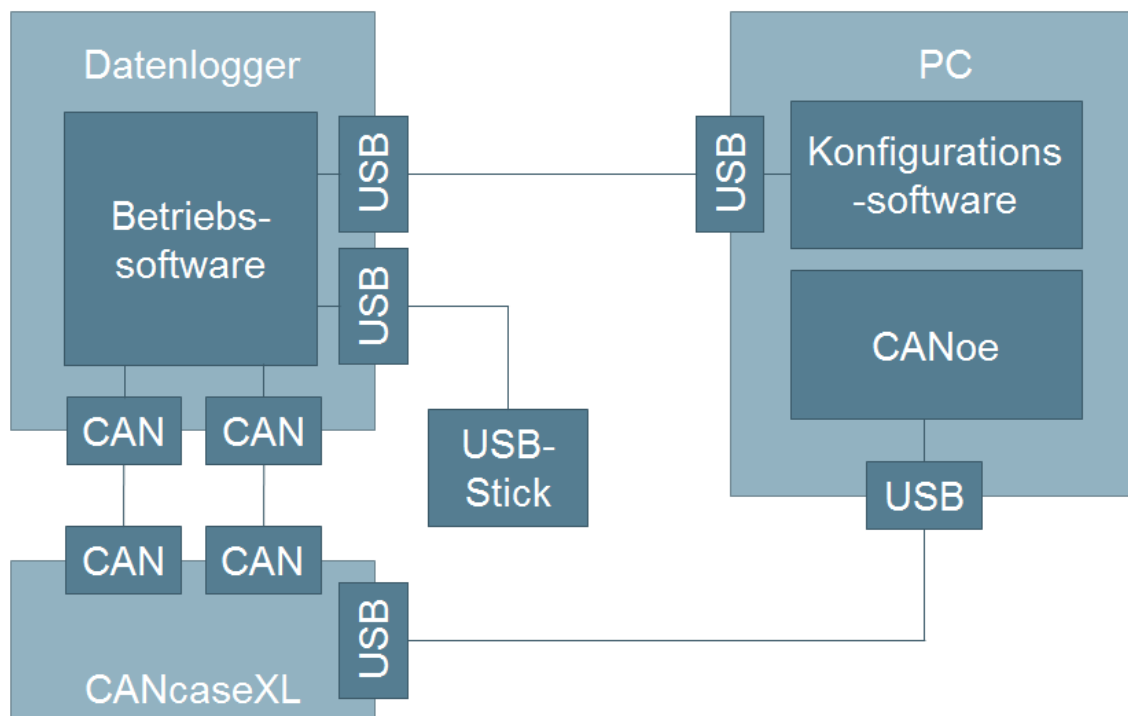 Datenlogger
Betriebs-
software
USB
USB
CAN
CAN
USB-
Stick
PC
USB
Konfigurations
-software
CANoe
USB
CAN
CAN
USB
CANcaseXL